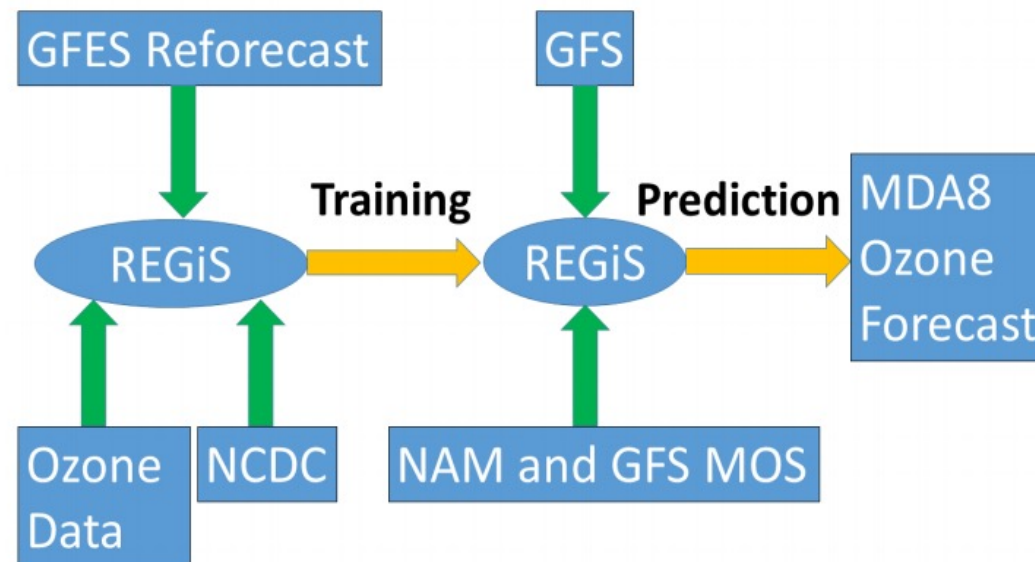 GFES Reforecast
GFS
Training
Prediction
REGiS
REGiS
MDA8
Ozone
Forecast
Ozone
Data
NCDC
NAM and GFS MOS